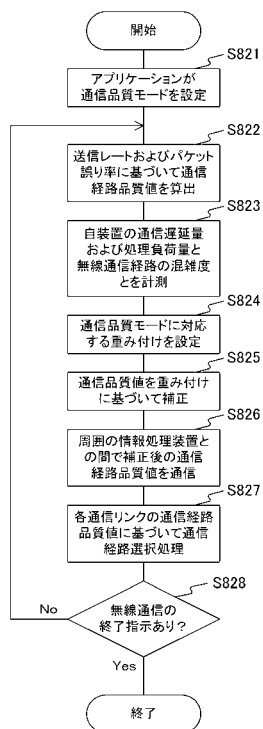 開始
S821
アプリケーションが
通信品質モードを設定
S822
送信レートおよびパケット
誤り率に基づいて通信
経路品質値を算出
S823
自装置の通信遅延量
および処理負荷量と
無線通信経路の混雑度
とを計測
S824
通信品質モードに対応
する重み付けを設定
S825
通信品質値を重み付け
に基づいて補正
S826
周囲の情報処理装置と
の間で補正後の通信
経路品質値を通信
S827
各通信リンクの通信経路
品質値に基づいて通信
経路選択処理
S828
無線通信の
終了指示あり?
No
Yes
終了